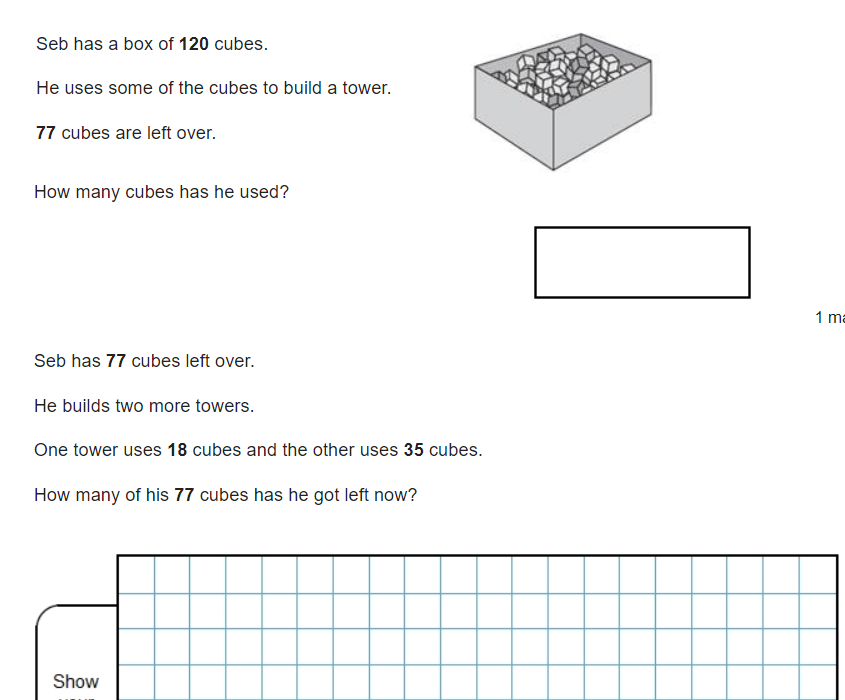 Seb has a box of 120 cubes.
He uses some of the cubes to build a tower.
77 cubes are left over.
How many cubes has he used?
1 ma
Seb has 77 cubes left over.
He builds two more towers.
One tower uses 18 cubes and the other uses 35 cubes.
How many of his 77 cubes has he got left now?
Show